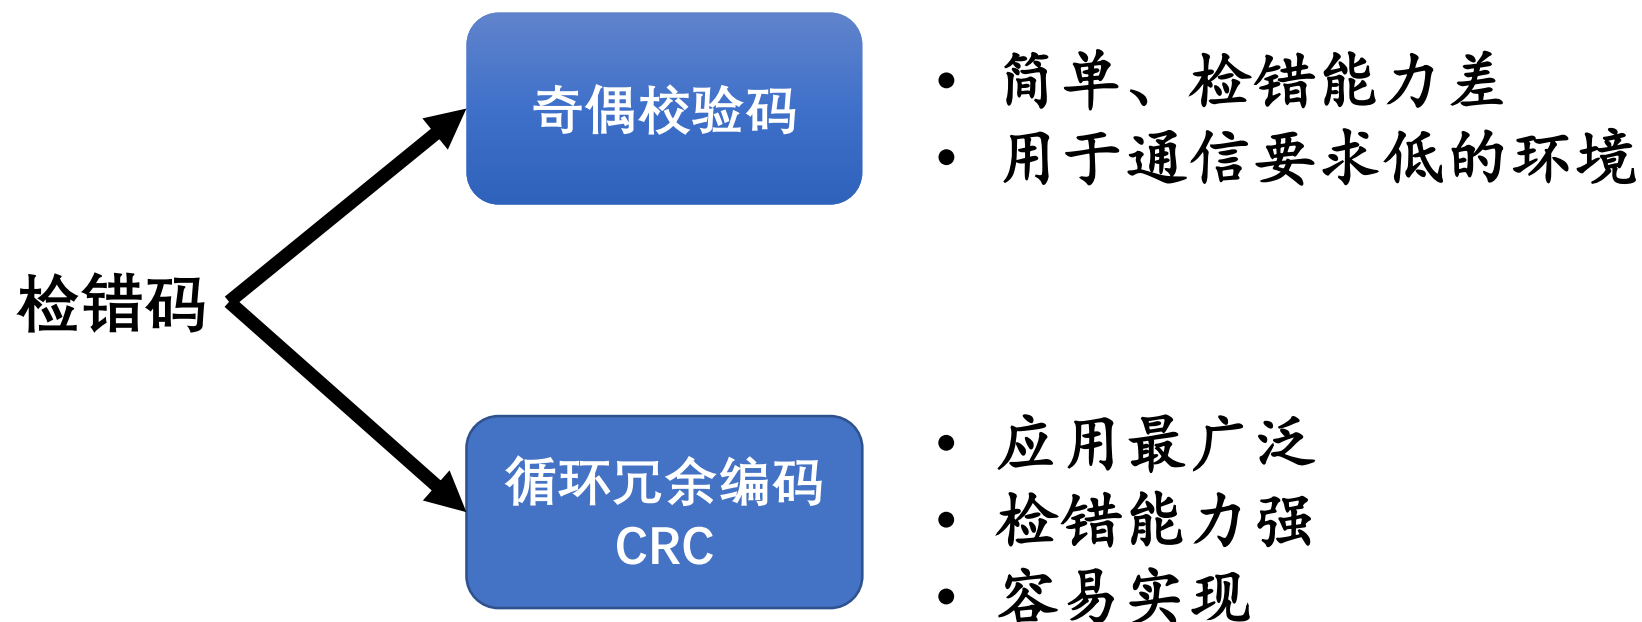 检错码
奇偶校验码
• 简单、检错能力差
• 用于通信要求低的环境
循环冗余编码
CRC
• 应用最广泛
• 检错能力强
• 容易实现